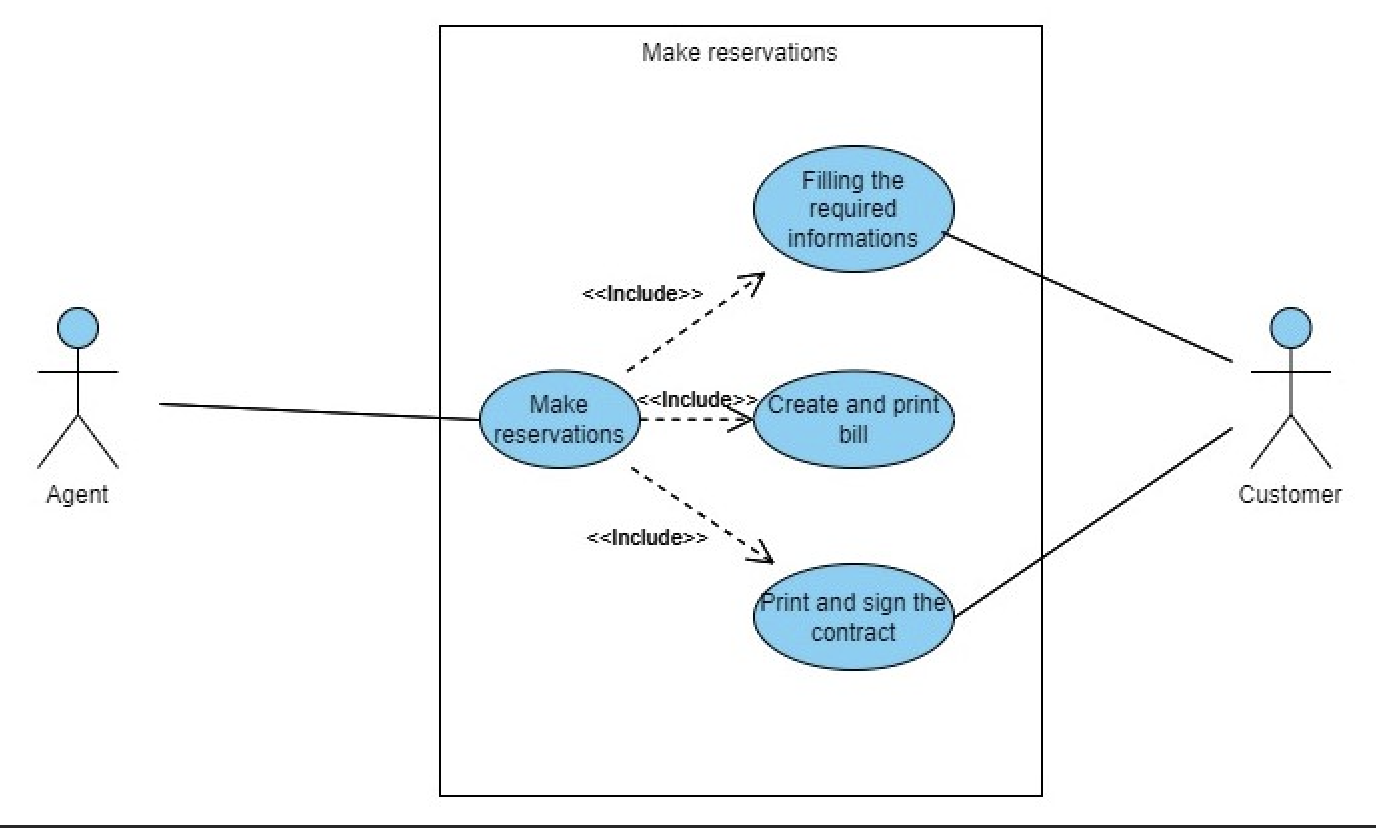 Make reservations
Filling the
required
informations
<<Include>>
<<Include>>
Make
reservations
Create and print
bill
<<Include>>
Print and sign the
contract
Agent
Customer